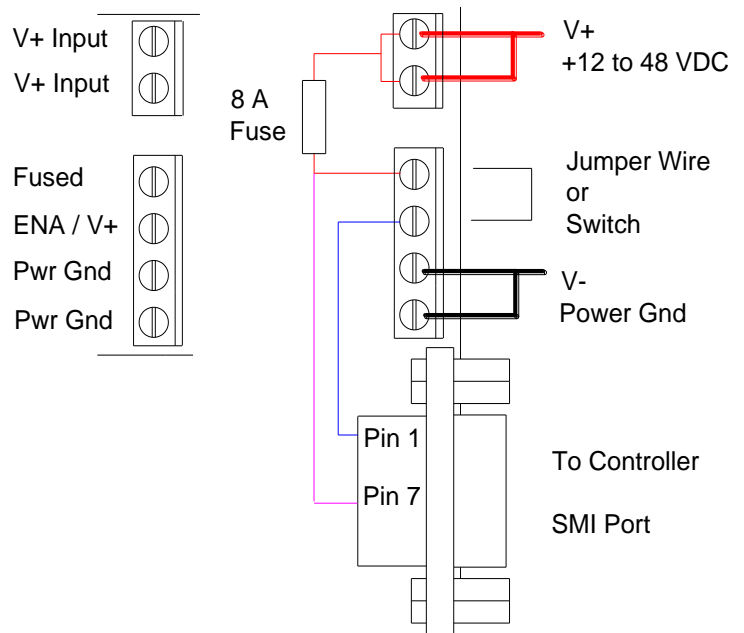 V+ Input
V+ Input
Fused
ENA / V+
Pwr Gnd
Pwr Gnd
8 A
Fuse
V+
+12 to 48 VDC
Jumper Wire
or
Switch
V-
Power Gnd
Pin 1
Pin 7
To Controller
SMI Port